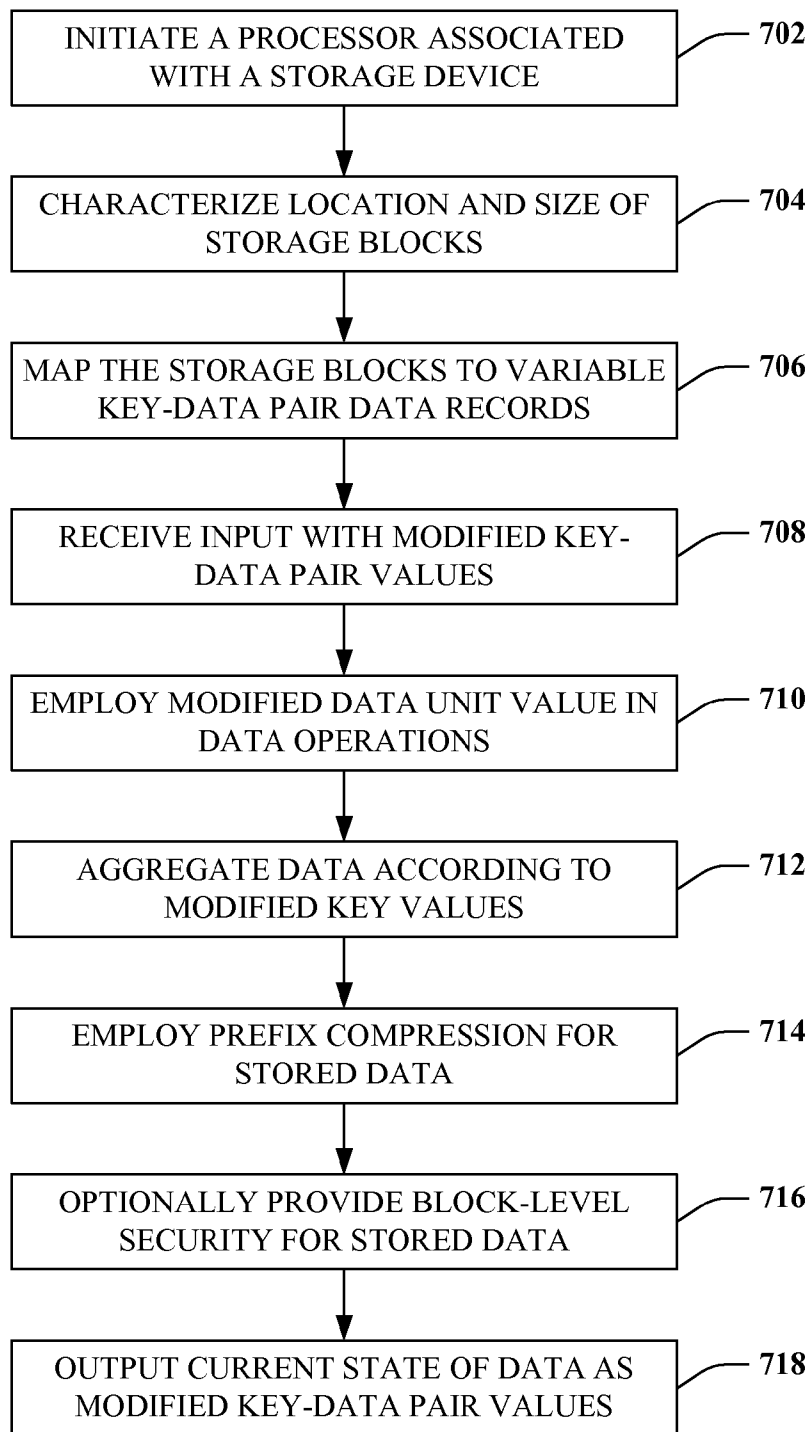 INITIATE A PROCESSOR ASSOCIATED
WITH A STORAGE DEVICE
702
CHARACTERIZE LOCATION AND SIZE OF
STORAGE BLOCKS
704
MAP THE STORAGE BLOCKS TO VARIABLE
KEY-DATA PAIR DATA RECORDS
706
RECEIVE INPUT WITH MODIFIED KEY-
DATA PAIR VALUES
708
EMPLOY MODIFIED DATA UNIT VALUE IN
DATA OPERATIONS
710
AGGREGATE DATA ACCORDING TO
MODIFIED KEY VALUES
712
EMPLOY PREFIX COMPRESSION FOR
STORED DATA
714
OPTIONALLY PROVIDE BLOCK-LEVEL
SECURITY FOR STORED DATA
716
OUTPUT CURRENT STATE OF DATA AS
MODIFIED KEY-DATA PAIR VALUES
718